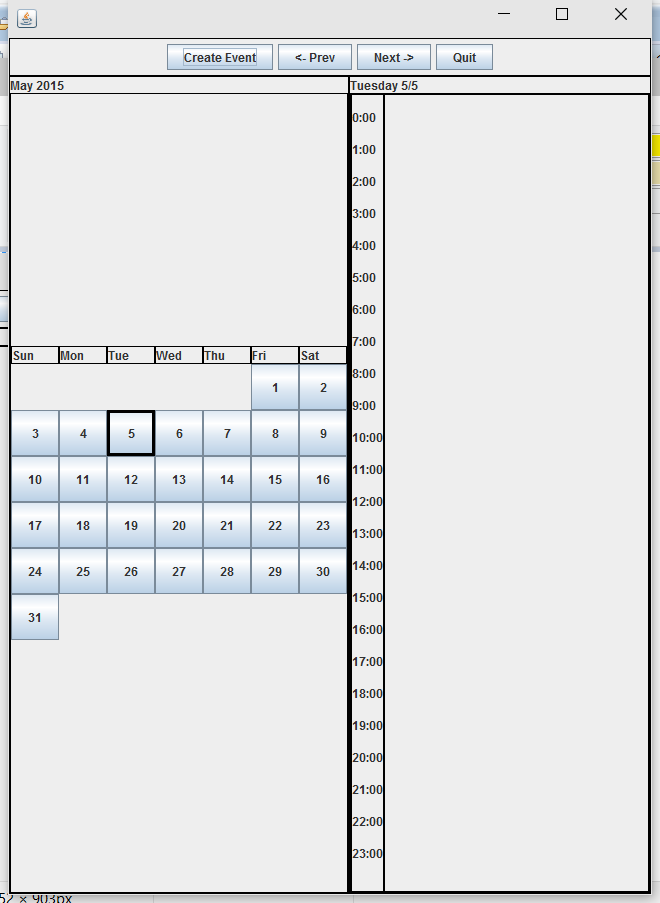 Create Event <- Prev Next -> Quit
May 2015
Tuesday 5/5
Sun Mon Tue Wed Thu Fri Sat
1 2
3 4 5 6 7 8 9
10 11 12 13 14 15 16
17 18 19 20 21 22 23
24 25 26 27 28 29 30
31
0:00
1:00
2:00
3:00
4:00
5:00
6:00
7:00
8:00
9:00
10:00
11:00
12:00
13:00
14:00
15:00
16:00
17:00
18:00
19:00
20:00
21:00
22:00
23:00
52 × 903px